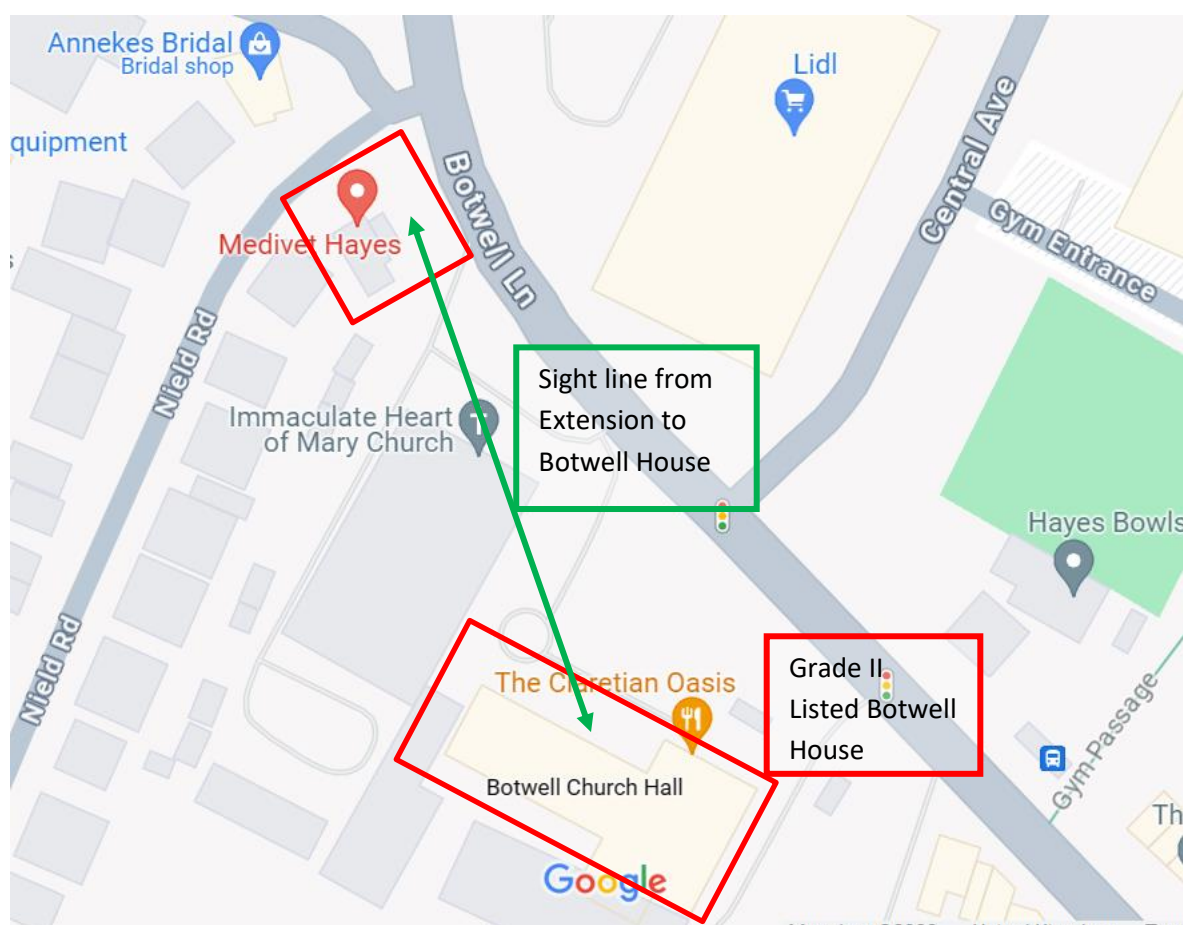 Annekes Bridal
Bridal shop
Lidl
quipment
Central Ave
Botwell Ln
Gym Entrance
Medivet Hayes
Nield Rd
Sight line from
Extension to
Botwell House
Immaculate Heart
of Mary Church
Hayes Bowls
Nield Rd
The Claretian Oasis
Grade II
Listed Botwell
House
Gym Passage
Botwell Church Hall
Th
Google